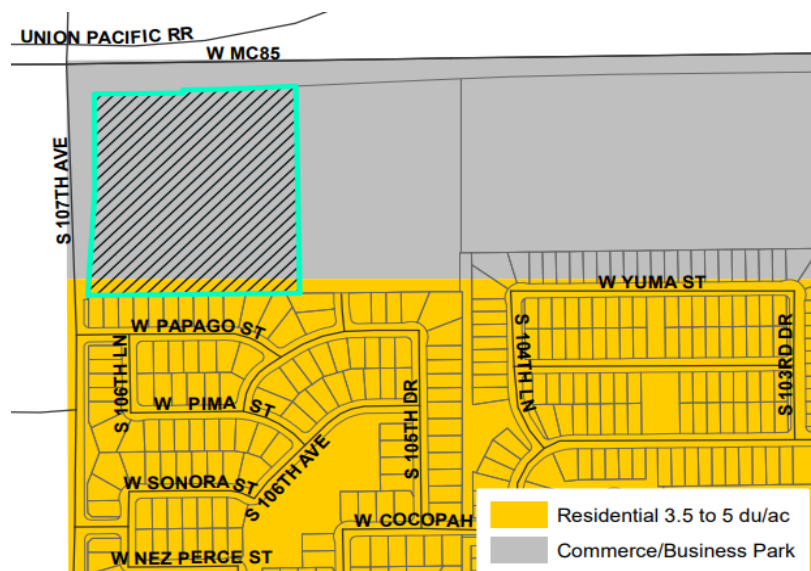 UNION PACIFIC RR
W MC85
S 107TH AVE
W YUMA ST
W PAPAGO ST
S 106TH LN
S 104TH LN
S 103RD DR
W PIMA ST
S 105TH DR
W SONORA ST
S 106TH AVE
W COCOPAH
W NEZ PERCE ST
Residential 3.5 to 5 du/ac
Commerce/Business Park